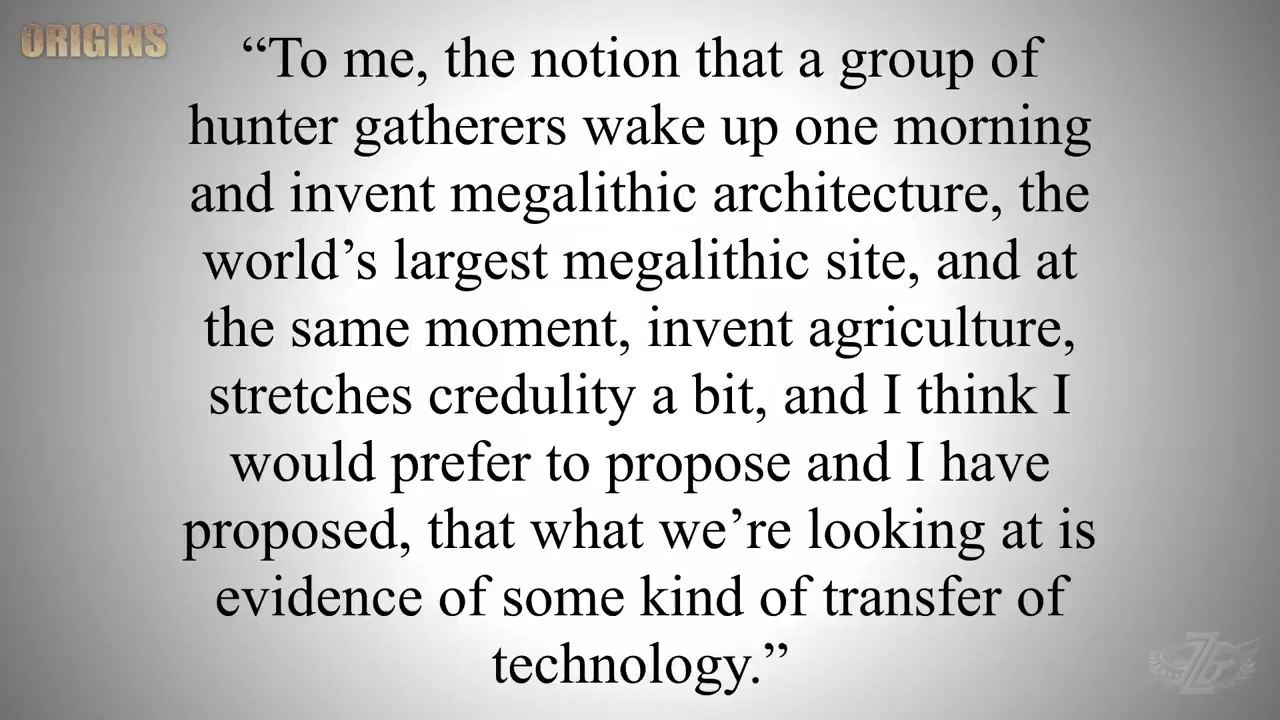 ORIGINS
“To me, the notion that a group of
hunter gatherers wake up one morning
and invent megalithic architecture, the
world’s largest megalithic site, and at
the same moment, invent agriculture,
stretches credulity a bit, and I think I
would prefer to propose and I have
proposed, that what we’re looking at is
evidence of some kind of transfer of
technology.”